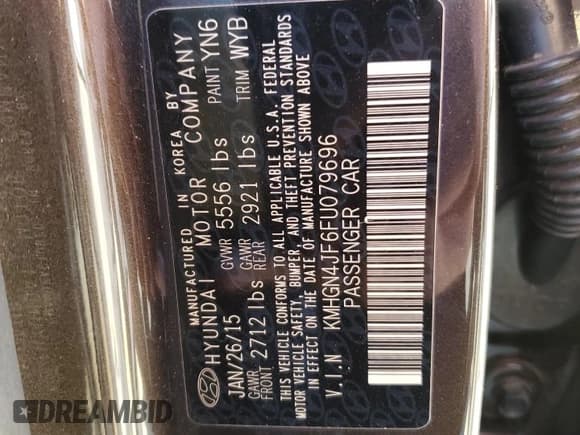 MANUFACTURED IN KOREA BY
HYUNDAI MOTOR COMPANY
JAN/26/15 GVWR 5556 lbs PAINT YN6
GAWR FRONT 2712 lbs GAWR REAR 2921 lbs TRIM WYB
THIS VEHICLE CONFORMS TO ALL APPLICABLE U.S.A. FEDERAL
MOTOR VEHICLE SAFETY, BUMPER, AND THEFT PREVENTION STANDARDS
IN EFFECT ON THE DATE OF MANUFACTURE SHOWN ABOVE
V.I.N KMHGN4JF6FU079696
PASSENGER CAR
DREAMBID